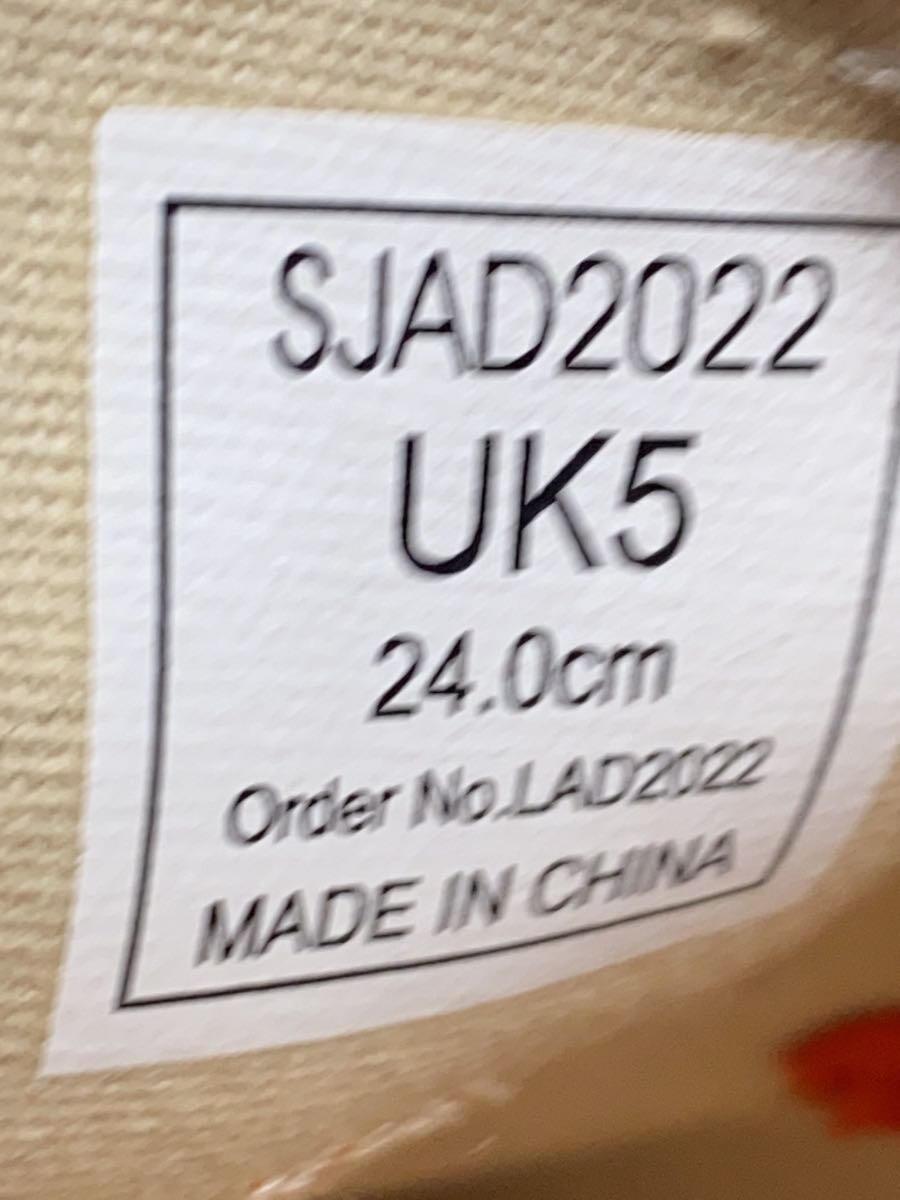 SJAD2022
UK5
24.0cm
Order No.LAD2022
MADE IN CHINA